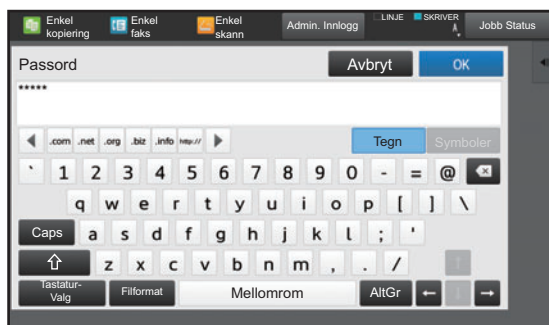 Enkel kopiering
Enkel faks
Enkel skann
Admin. Innlogg
LINJE
SKRIVER
Jobb Status
Passord
Avbryt
OK
*****
.com .net .org .biz .info http://
Tegn
Symboler
` 1 2 3 4 5 6 7 8 9 0 - = @
q w e r t y u i o p [ ] \
Caps a s d f g h j k l ; '
z x c v b n m , . /
Tastatur-
Valg
Filformat
Mellomrom
AltGr